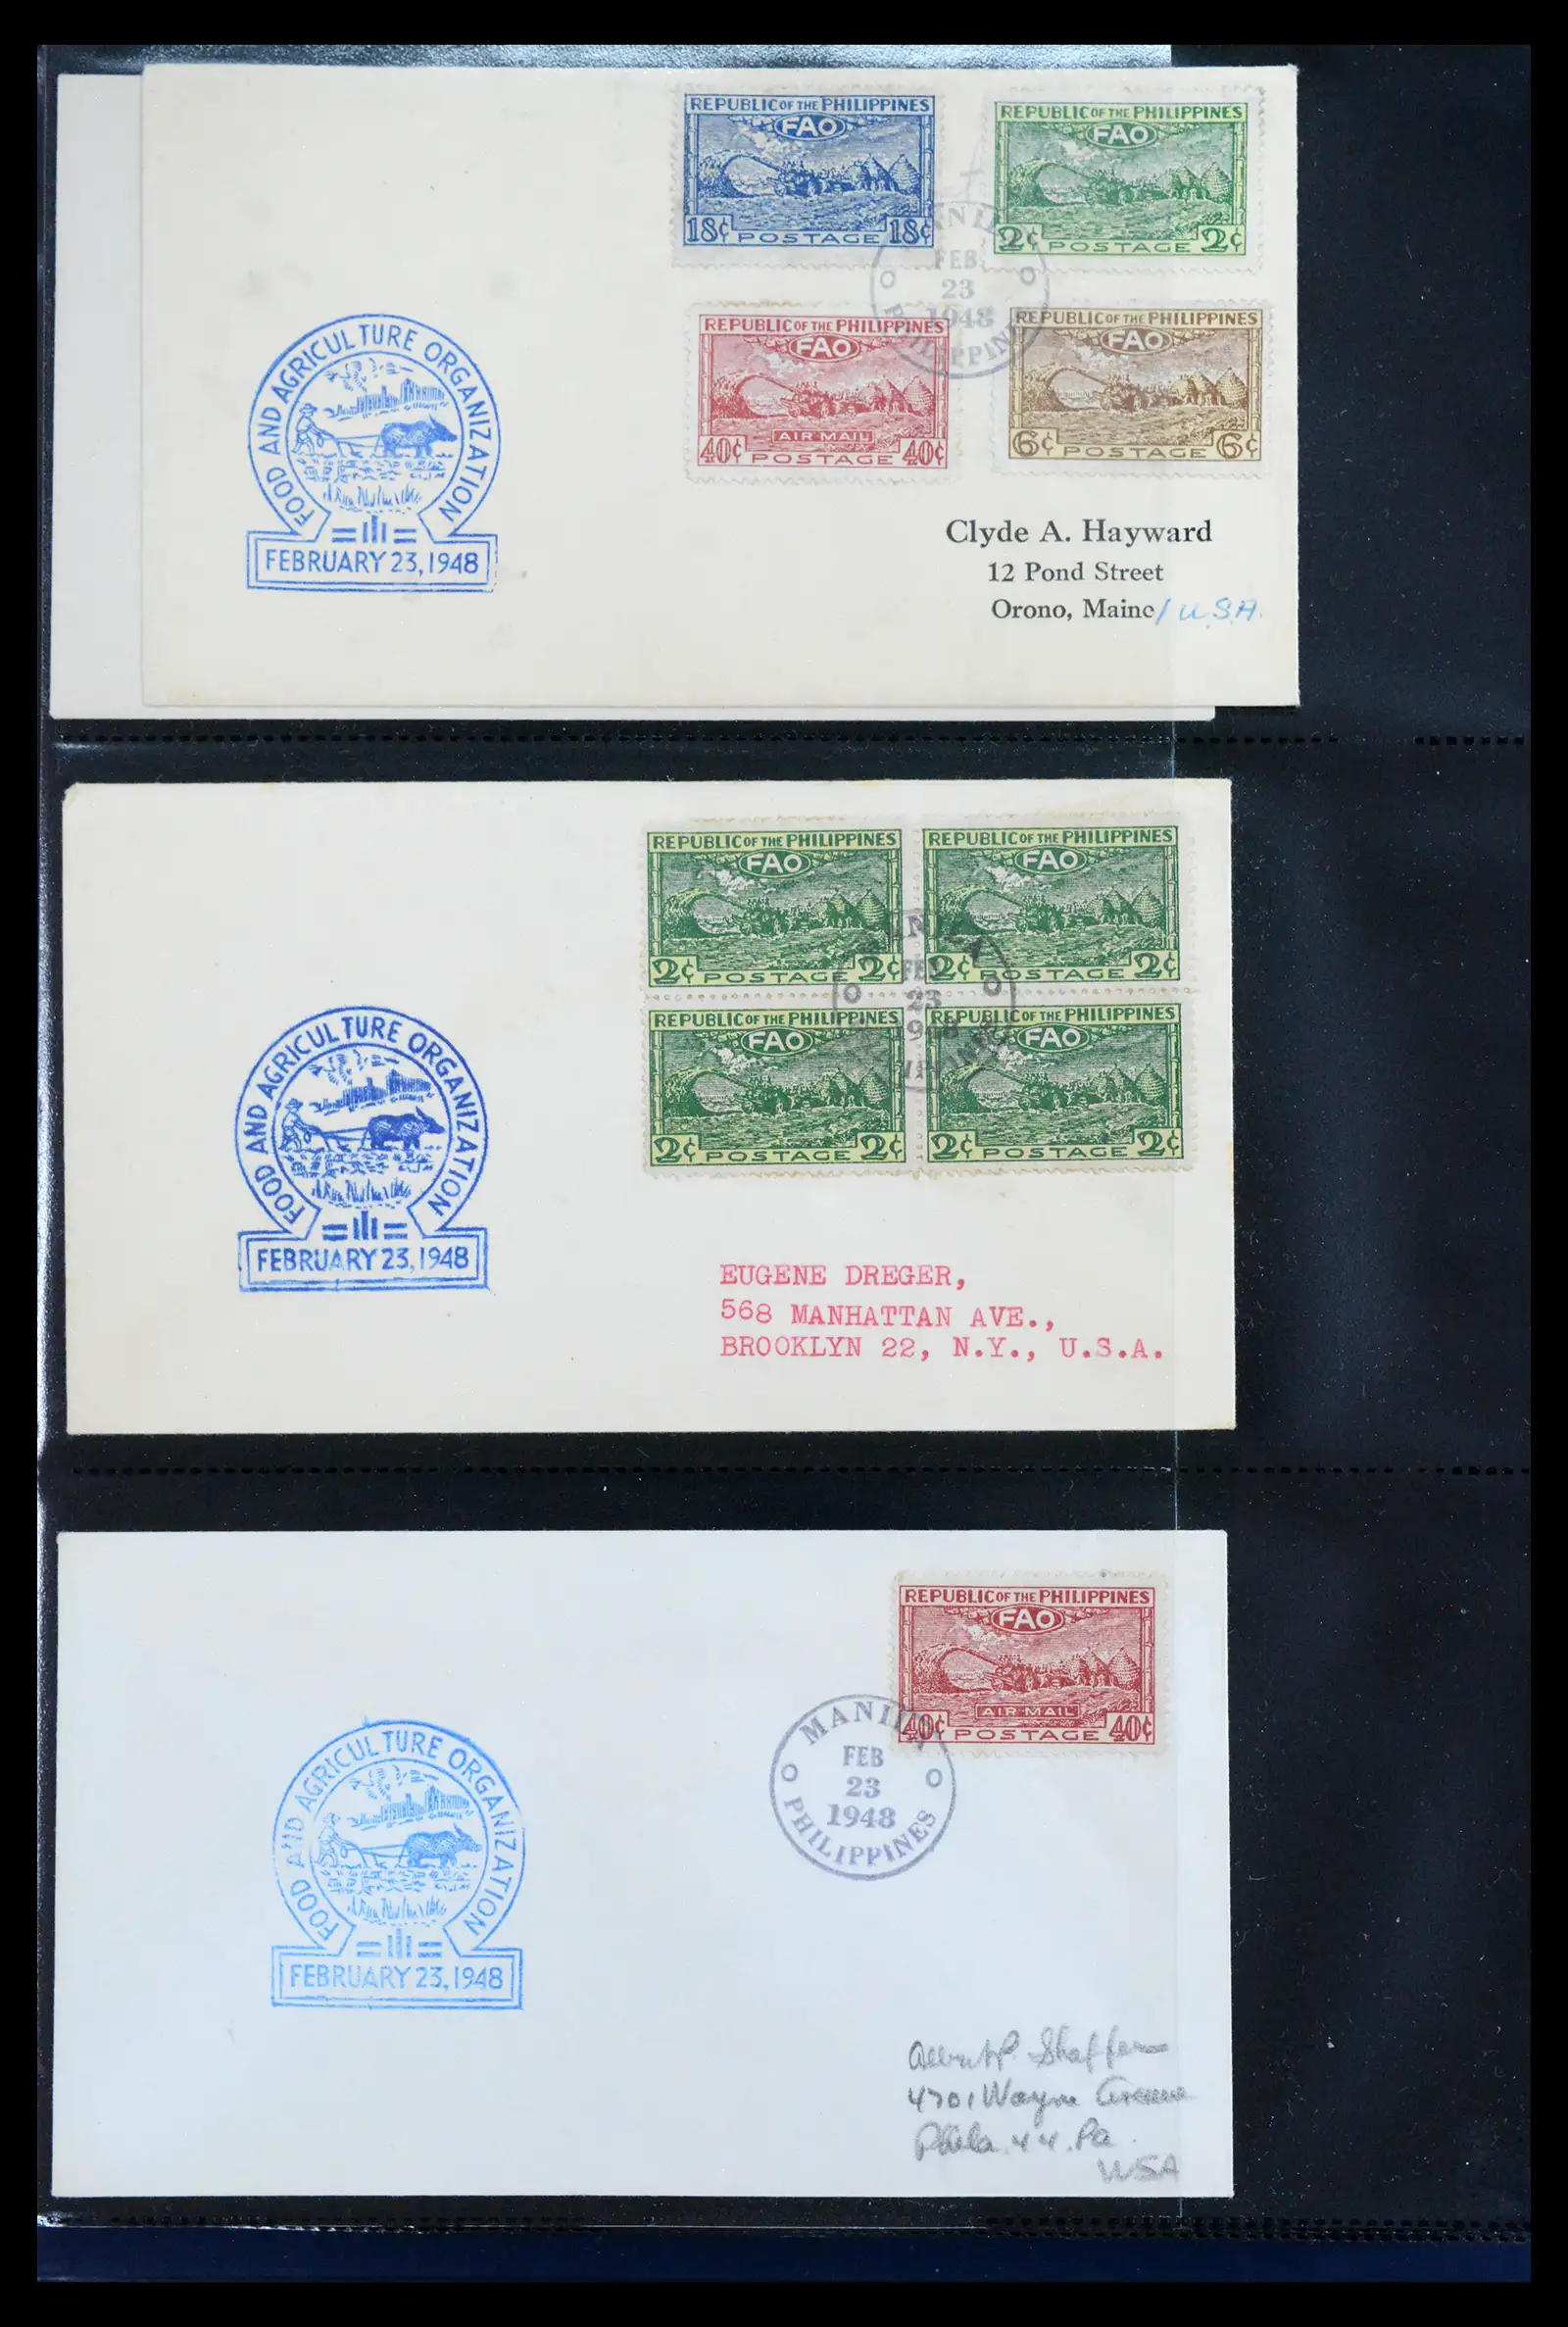 REPUBLIC OF THE PHILIPPINES
FAO
18¢ POSTAGE 18¢
REPUBLIC OF THE PHILIPPINES
FAO
2¢ POSTAGE 2¢
FEB
23
1948
REPUBLIC OF THE PHILIPPINES
FAO
AIR MAIL
40¢ POSTAGE 40¢
REPUBLIC OF THE PHILIPPINES
FAO
6¢ POSTAGE 6¢
FOOD AND AGRICULTURE ORGANIZATION
FEBRUARY 23, 1948
Clyde A. Hayward
12 Pond Street
Orono, Maine / U.S.A.
REPUBLIC OF THE PHILIPPINES
FAO
2¢ POSTAGE 2¢
REPUBLIC OF THE PHILIPPINES
FAO
2¢ POSTAGE 2¢
23
1948
REPUBLIC OF THE PHILIPPINES
FAO
2¢ POSTAGE 2¢
REPUBLIC OF THE PHILIPPINES
FAO
2¢ POSTAGE 2¢
FOOD AND AGRICULTURE ORGANIZATION
FEBRUARY 23, 1948
EUGENE DREGER,
568 MANHATTAN AVE.,
BROOKLYN 22, N.Y., U.S.A.
REPUBLIC OF THE PHILIPPINES
FAO
AIR MAIL
40¢ POSTAGE 40¢
MANILA
FEB
23
1948
PHILIPPINES
FOOD AND AGRICULTURE ORGANIZATION
FEBRUARY 23, 1948
Albert P. Shaffer
4701 Wayne Avenue
Phila. 44. Pa.
USA